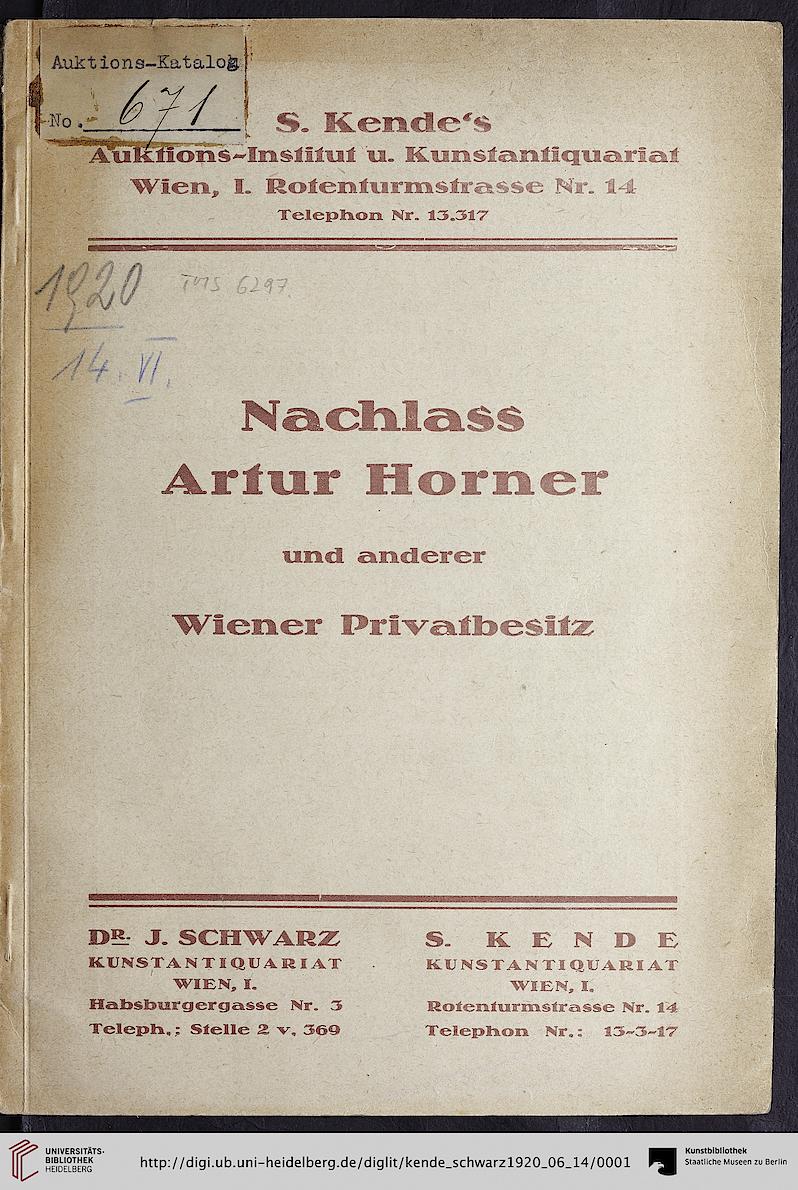 Auktions-Katalog
No. 671
S. Kende's
Auktions-Institut u. Kunstantiquariat
Wien, I. Rotenturmstrasse Nr. 14
Telephon Nr. 13.317
1920
14. VI.
Nachlass
Artur Horner
und anderer
Wiener Privatbesitz
DR. J. SCHWARZ
KUNSTANTIQUARIAT
WIEN, I.
Habsburgergasse Nr. 3
Teleph.; Stelle 2 v. 369
S. KENDE
KUNSTANTIQUARIAT
WIEN, I.
Rotenturmstrasse Nr. 14
Telephon Nr.: 13-3-17
UNIVERSITÄTS-
BIBLIOTHEK
HEIDELBERG
http://digi.ub.uni-heidelberg.de/diglit/kende_schwarz1920_06_14/0001
Kunstbibliothek
Staatliche Museen zu Berlin